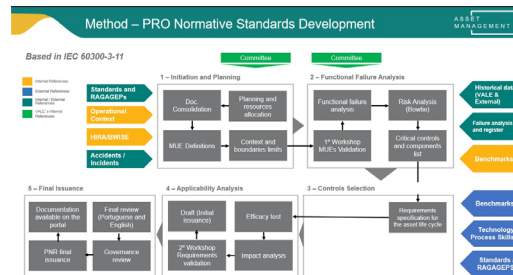 Method – PRO Normative Standards Development
ASSET
MANAGEMENT
Based in IEC 60300-3-11
Committee
Committee
Internal References
External References
Internal / External
References
VALE's Internal
References
Standards and
RAGAGEPs
Operational
Context
HIRA/BWISE
Accidents /
Incidents
1 – Initiation and Planning
Doc.
Consolidation
Planning and
resources
allocation
MUE Definitions
Context and
boundaries limits
2 – Functional Failure Analysis
Functional failure
analysis
Risk Analysis
(Bowtie)
1º Workshop
MUEs Validation
Critical controls
and components
list
Historical data
(VALE &
External)
Failure analysis
and register
Benchmarks
5 – Final Issuance
Documentation
available on the
portal
Final review
(Portuguese and
English)
PNR final
issuance
Governance
review
4 – Applicability Analysis
Draft (Initial
issuance)
Efficacy test
2º Workshop
Requirements
validation
Impact analysis
3 – Controls Selection
Requirements
specification for
the asset life cycle
Benchmarks
Technology
Process Skills
Standards
RAGAGEPs